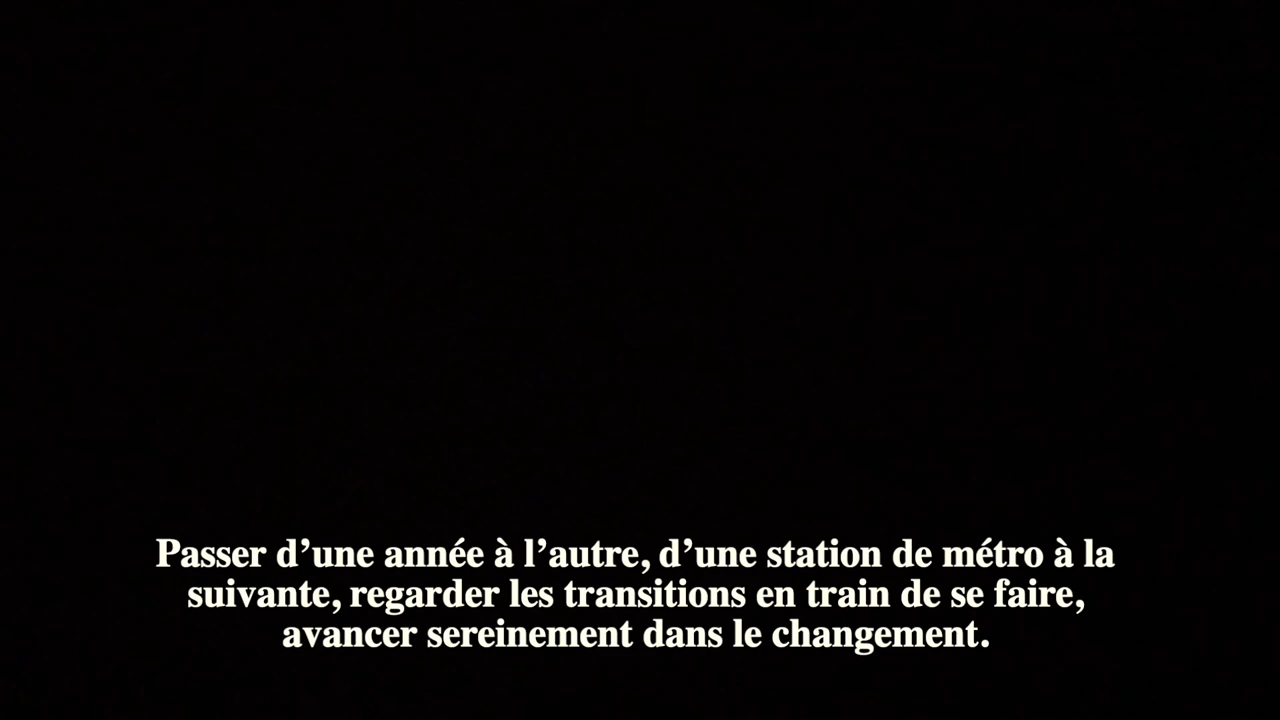 Passer d’une année à l’autre, d’une station de métro à la
suivante, regarder les transitions en train de se faire,
avancer sereinement dans le changement.